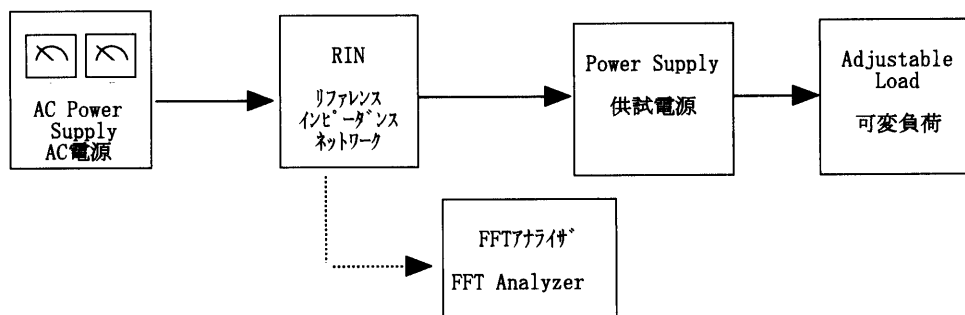 AC Power
Supply
AC電源
RIN
リファレンス
インピーダンス
ネットワーク
Power Supply
供試電源
Adjustable
Load
可変負荷
FFTアナライザ
FFT Analyzer